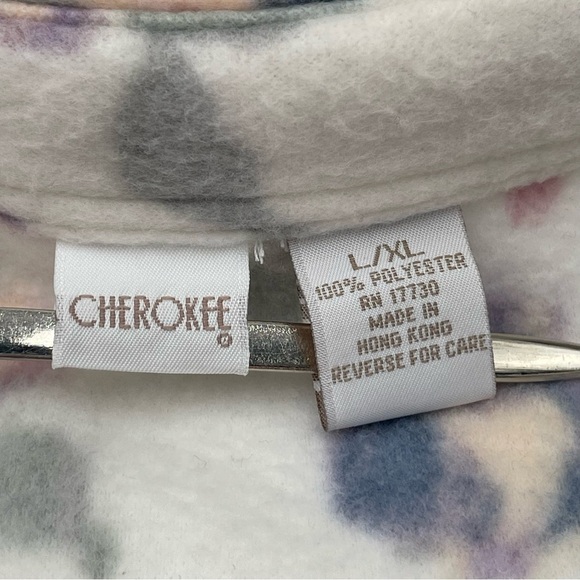 CHEROKEE®
L/XL
100% POLYESTER
RN 17730
MADE IN
HONG KONG
REVERSE FOR CARE